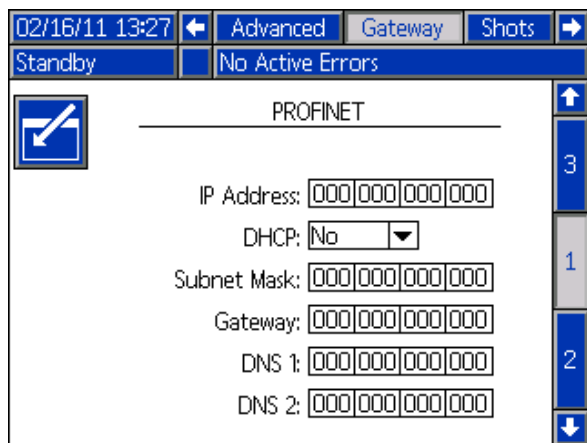 02/16/11 13:27 Advanced Gateway Shots
Standby No Active Errors
PROFINET
3
IP Address: 000 000 000 000
DHCP: No
1
Subnet Mask: 000 000 000 000
Gateway: 000 000 000 000
DNS 1: 000 000 000 000
2
DNS 2: 000 000 000 000